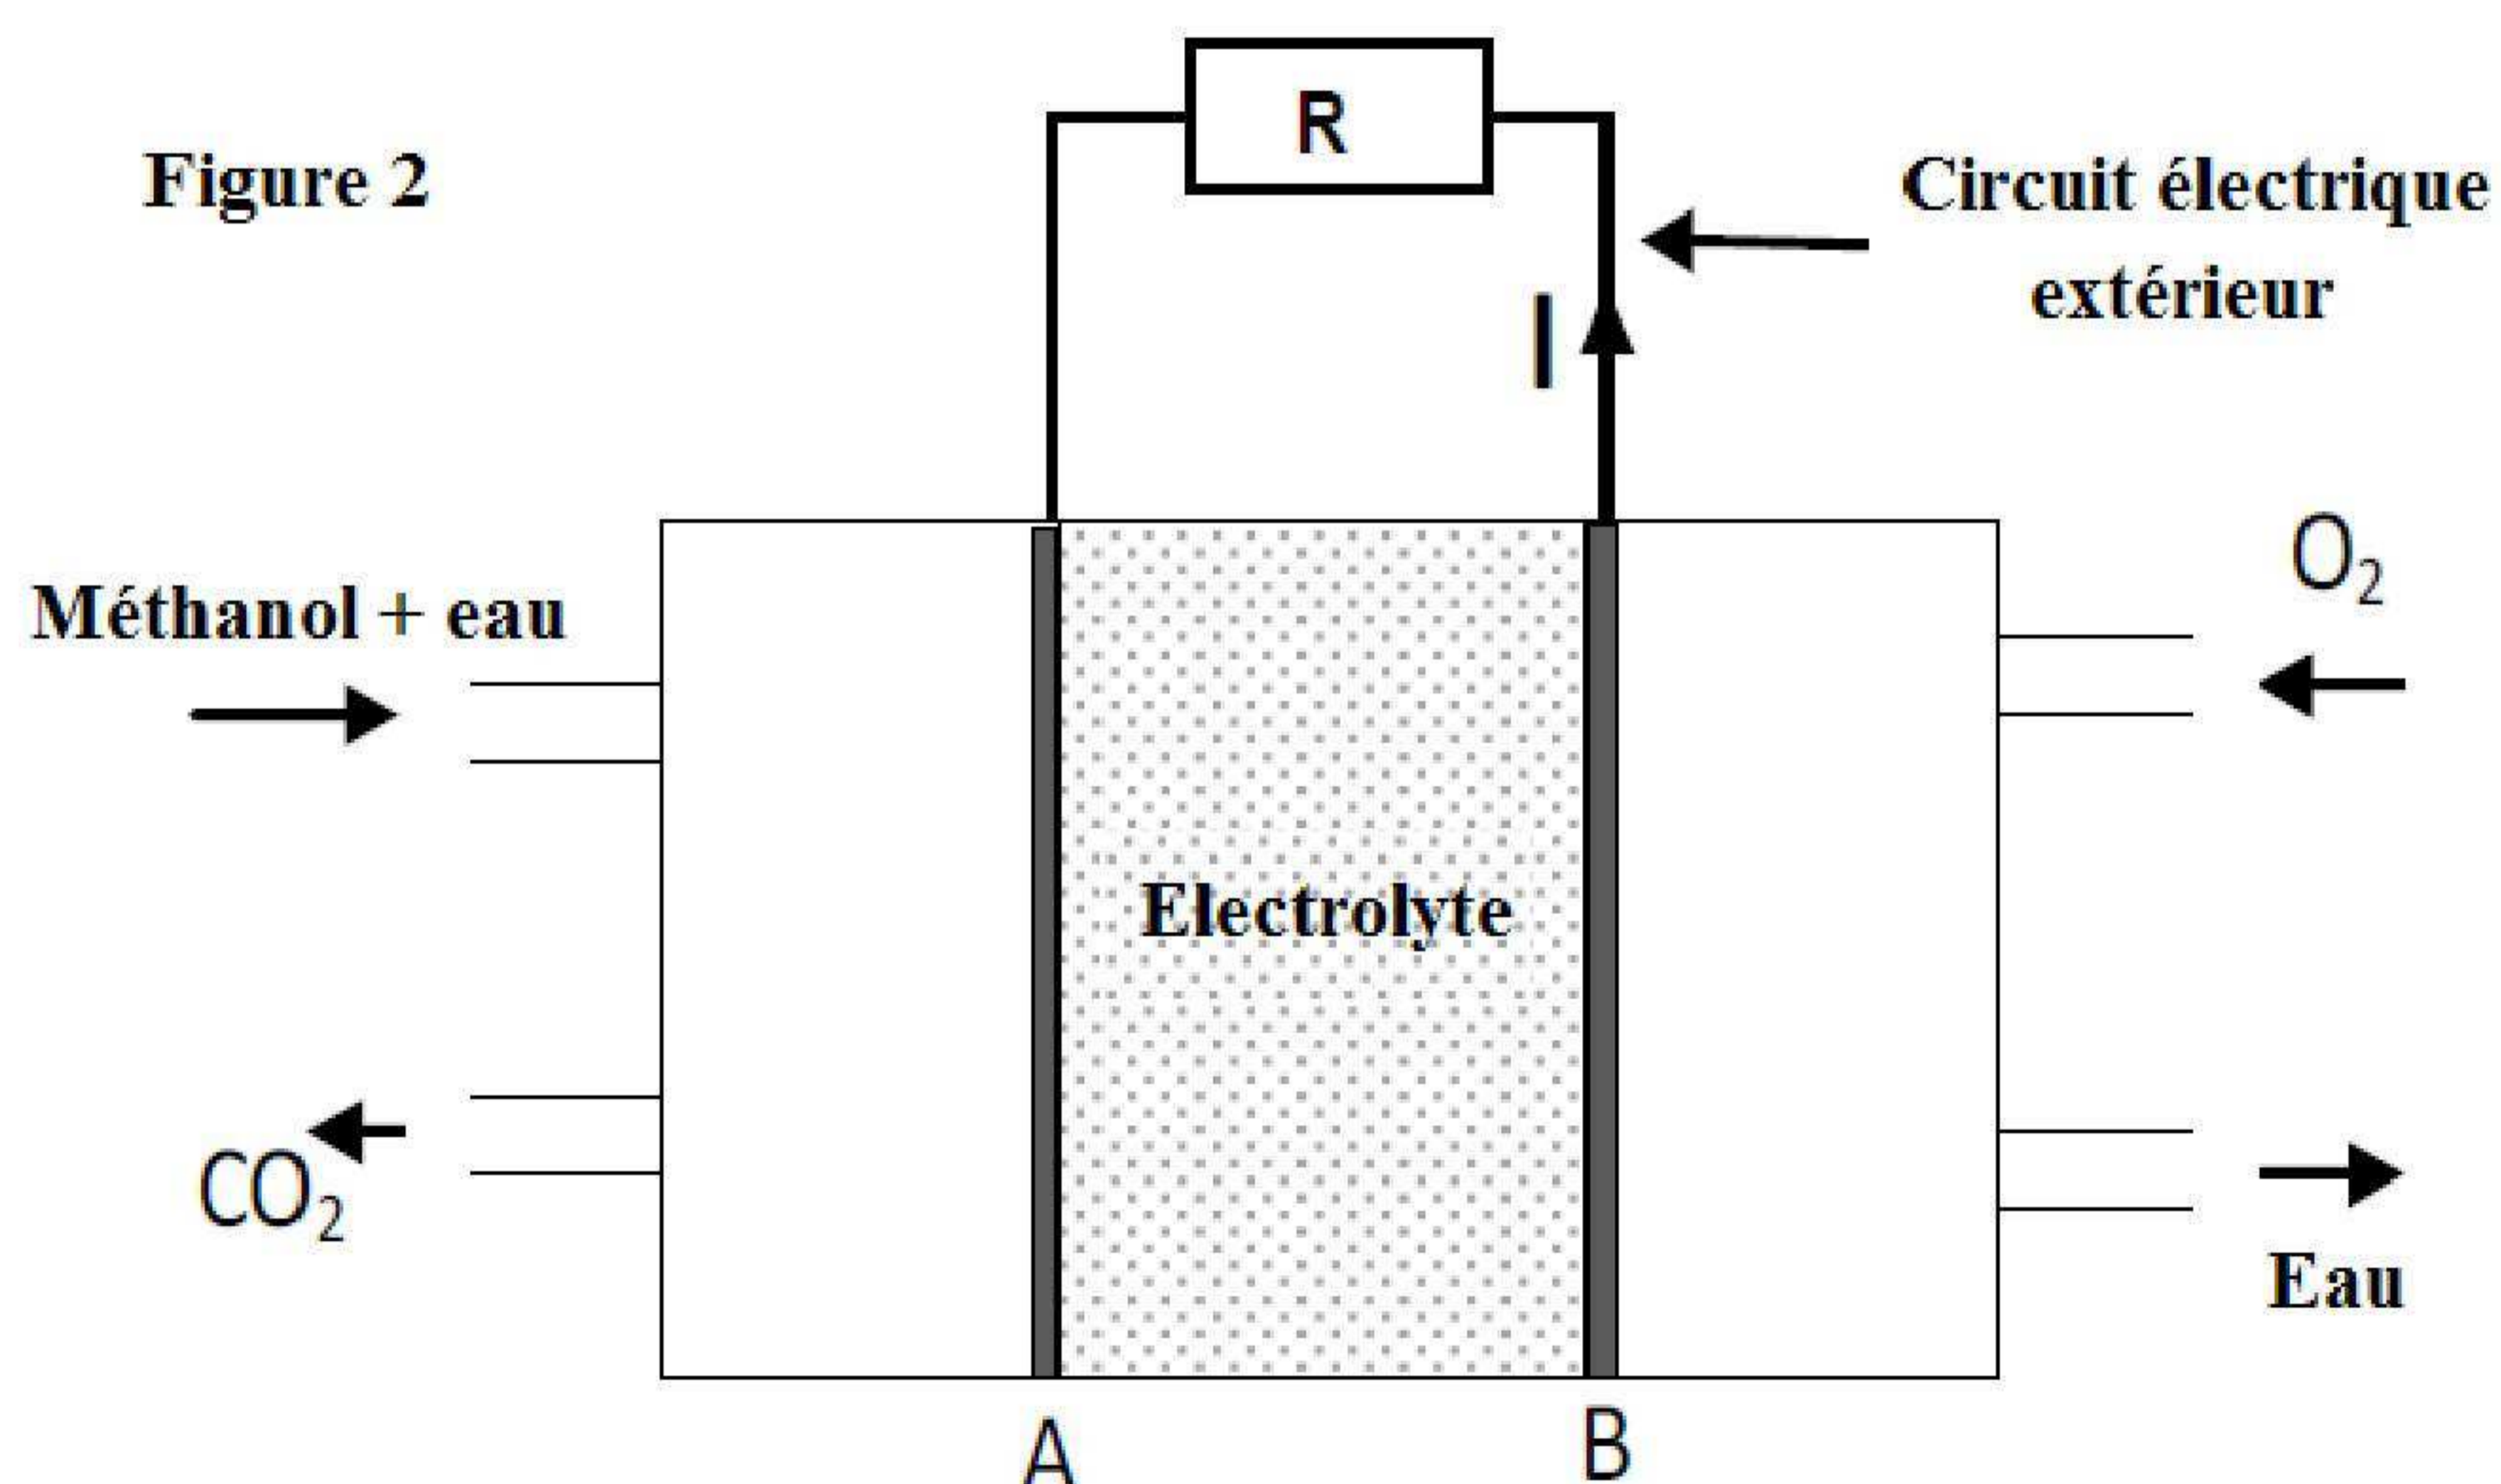 R
Figure 2
Circuit électrique
extérieur
I
O₂
Méthanol + eau
Electrolyte
CO₂
Eau
A
B